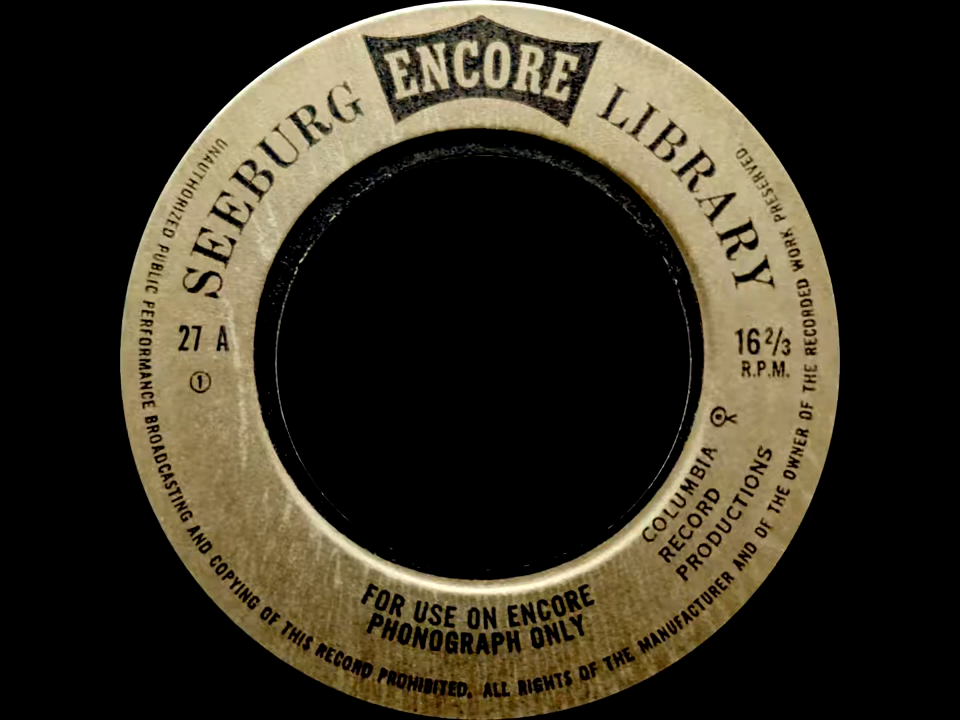 SEEBURG ENCORE LIBRARY
27 A
1
16 2/3
R.P.M.
COLUMBIA
RECORD
PRODUCTIONS
FOR USE ON ENCORE
PHONOGRAPH ONLY
UNAUTHORIZED PUBLIC PERFORMANCE BROADCASTING AND COPYING OF THIS RECORD PROHIBITED. ALL RIGHTS OF THE MANUFACTURER AND OF THE OWNER OF THE RECORDED WORK PRESERVED.